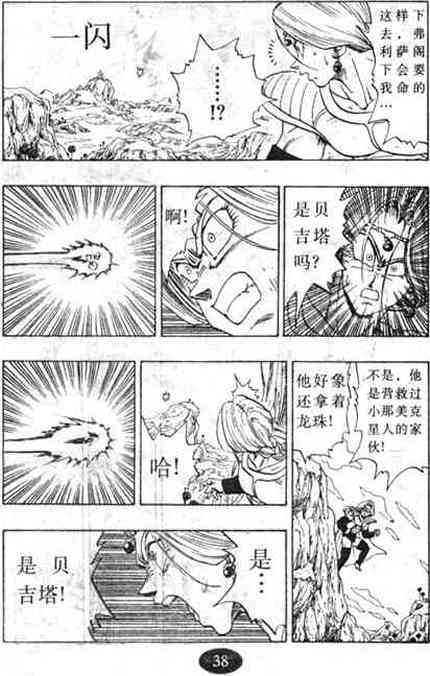 这样下
去，弗
利萨阁
下会要
我命的
…
……!?
一闪
是贝
吉塔
吗?
啊!
不是，他
是曾救过
小那美克
星人的家
伙!
他好象
还拿着
龙珠!
哈!
是…
是贝
吉塔!
38